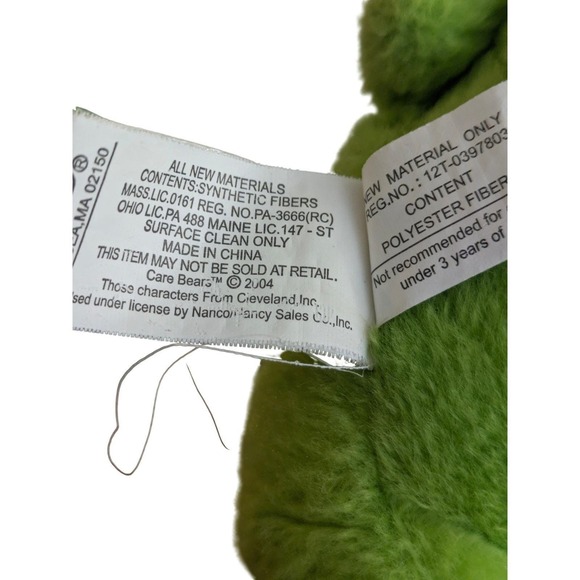 ®
EA,MA 02150
ALL NEW MATERIALS
CONTENTS:SYNTHETIC FIBERS
MASS.LIC.0161 REG. NO.PA-3666(RC)
OHIO LIC.PA 488 MAINE LIC.147 - ST
SURFACE CLEAN ONLY
MADE IN CHINA
THIS ITEM MAY NOT BE SOLD AT RETAIL.
Care Bears™ © 2004
Those characters From Cleveland,Inc.
sed under license by Nanco/Nancy Sales Co.,Inc.
NEW MATERIAL ONLY
REG.NO.: 12T-0397803
CONTENT
POLYESTER FIBER
Not recommended for
under 3 years of